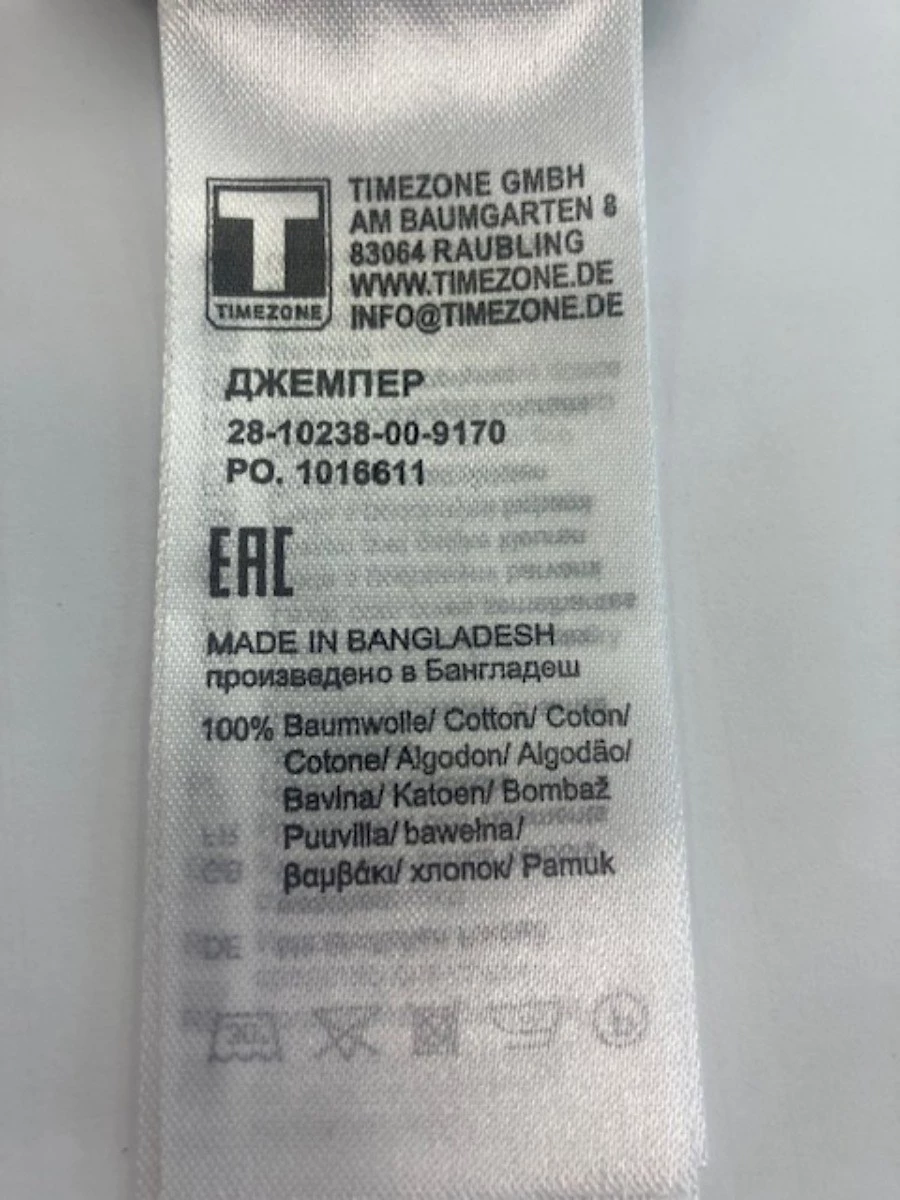 T
TIMEZONE
TIMEZONE GMBH
AM BAUMGARTEN 8
83064 RAUBLING
WWW.TIMEZONE.DE
INFO@TIMEZONE.DE
ДЖЕМПЕР
28-10238-00-9170
PO. 1016611
EAC
MADE IN BANGLADESH
произведено в Бангладеш
100% Baumwolle/ Cotton/ Coton/
Cotone/ Algodon/ Algodão/
Bavlna/ Katoen/ Bombaž
Puuvilla/ bawełna/
βαμβάκι/ хлопок/ Pamuk